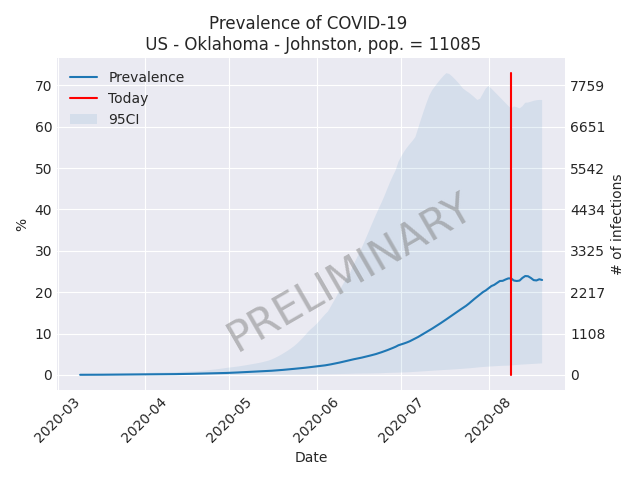 Prevalence of COVID-19
US - Oklahoma - Johnston, pop. = 11085
Prevalence
Today
95CI
PRELIMINARY
%
70
60
50
40
30
20
10
0
7759
6651
5542
4434
3325
2217
1108
0
# of infections
2020-03
2020-04
2020-05
2020-06
2020-07
2020-08
Date